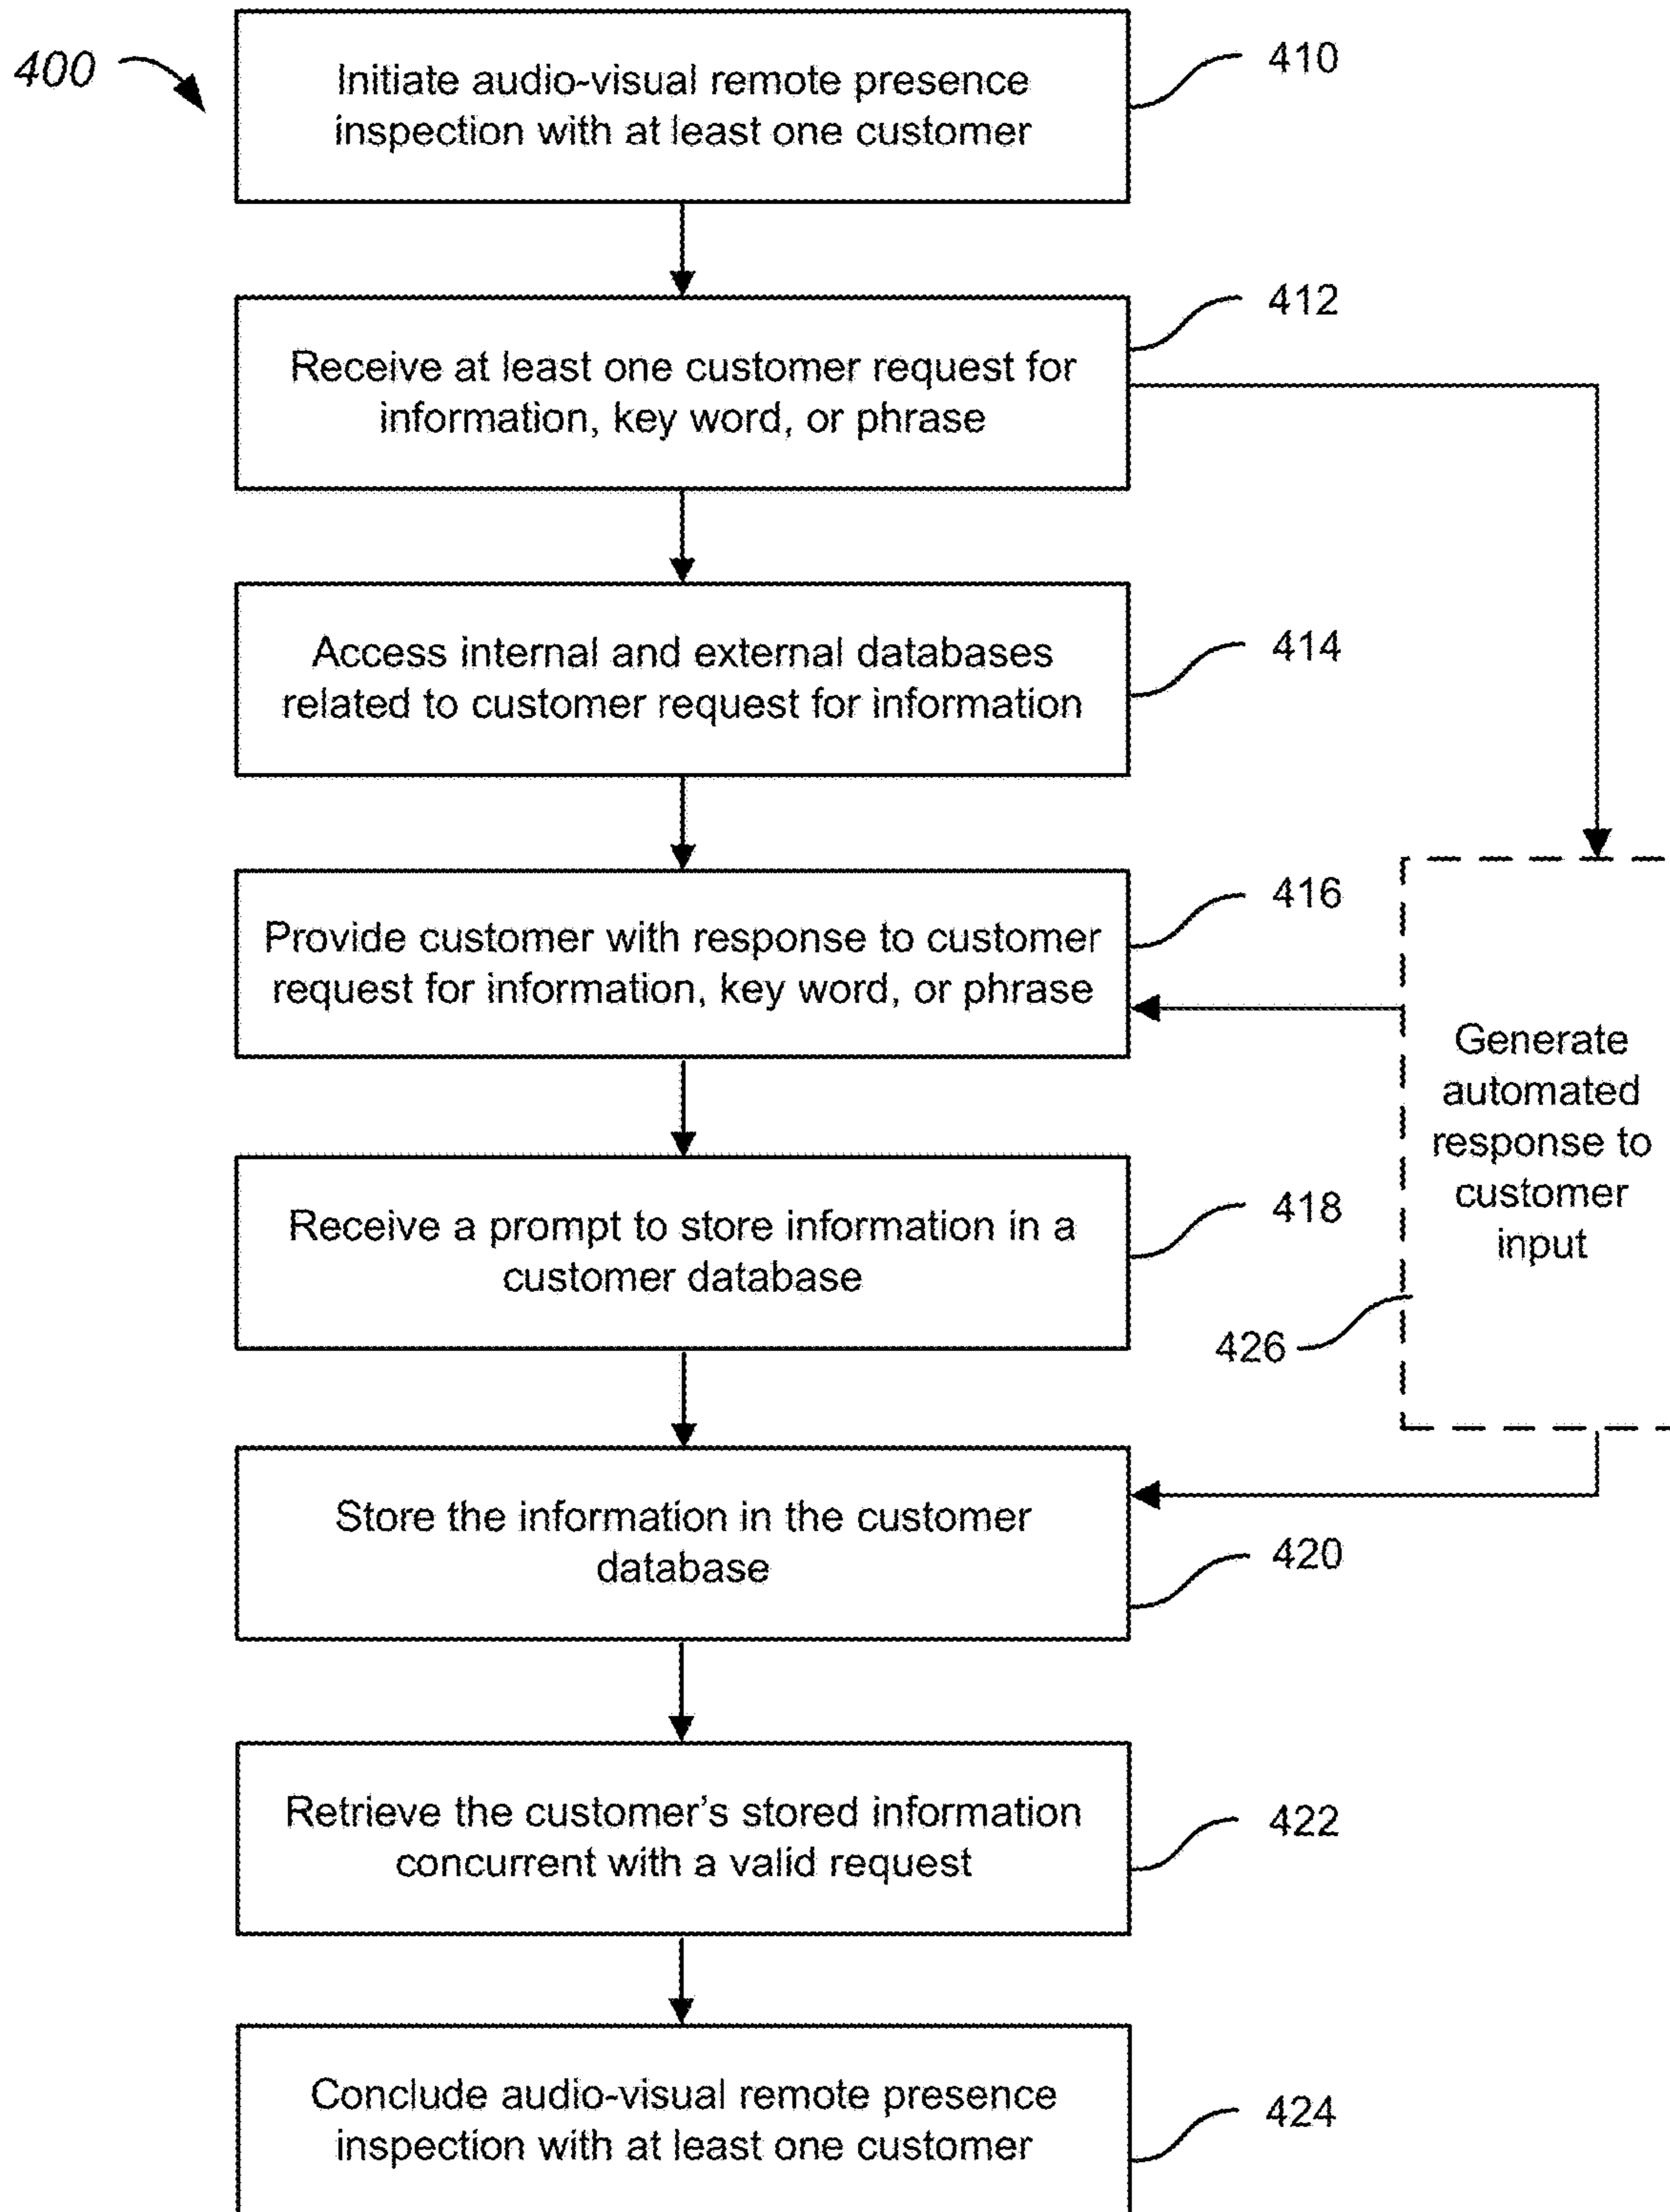 400
Initiate audio-visual remote presence
inspection with at least one customer
410
Receive at least one customer request for
information, key word, or phrase
412
Access internal and external databases
related to customer request for information
414
Provide customer with response to customer
request for information, key word, or phrase
416
Generate
automated
response to
customer
input
426
Receive a prompt to store information in a
customer database
418
Store the information in the customer
database
420
Retrieve the customer's stored information
concurrent with a valid request
422
Conclude audio-visual remote presence
inspection with at least one customer
424